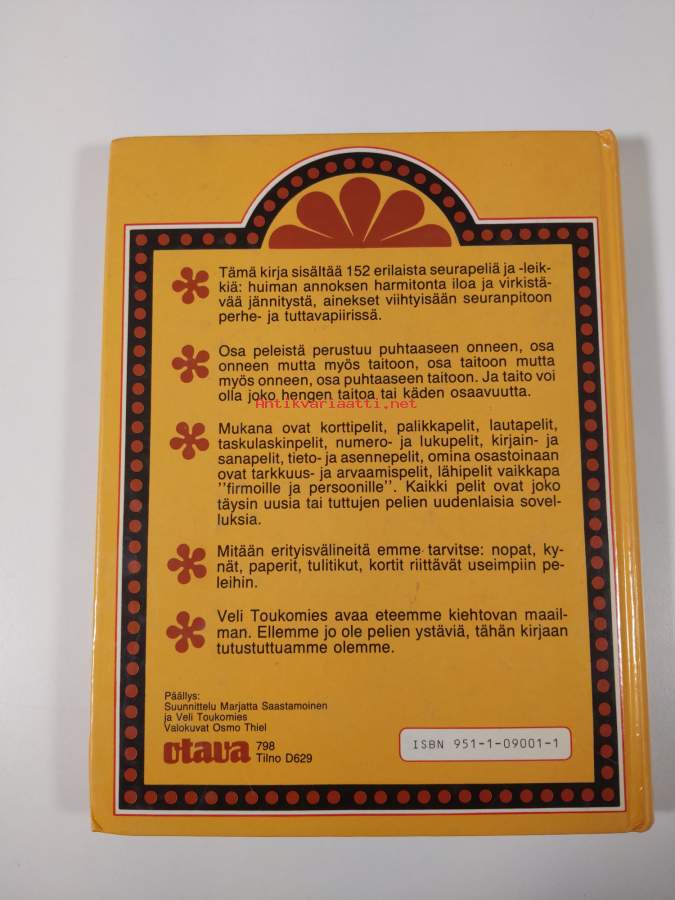 Tämä kirja sisältää 152 erilaista seurapeliä ja -leik-
kiä: huiman annoksen harmitonta iloa ja virkistä-
vää jännitystä, ainekset viihtyisään seuranpitoon
perhe- ja tuttavapiirissä.
Osa peleistä perustuu puhtaaseen onneen, osa
onneen mutta myös taitoon, osa taitoon mutta
myös onneen, osa puhtaaseen taitoon. Ja taito voi
olla joko hengen taitoa tai käden osaavuutta.
Antikvariaatti.net
Mukana ovat korttipelit, palikkapelit, lautapelit,
taskulaskinpelit, numero- ja lukupelit, kirjain- ja
sanapelit, tieto- ja asennepelit, omina osastoinaan
ovat tarkkuus- ja arvaamispelit, lähipelit vaikkapa
''firmoille ja persoonille''. Kaikki pelit ovat joko
täysin uusia tai tuttujen pelien uudenlaisia sovel-
luksia.
Mitään erityisvälineitä emme tarvitse: nopat, ky-
nät, paperit, tulitikut, kortit riittävät useimpiin pe-
leihin.
Veli Toukomies avaa eteemme kiehtovan maail-
man. Ellemme jo ole pelien ystäviä, tähän kirjaan
tutustuttuamme olemme.
Päällys:
Suunnittelu Marjatta Saastamoinen
ja Veli Toukomies
Valokuvat Osmo Thiel
otava 798
Tilno D629
ISBN 951-1-09001-1